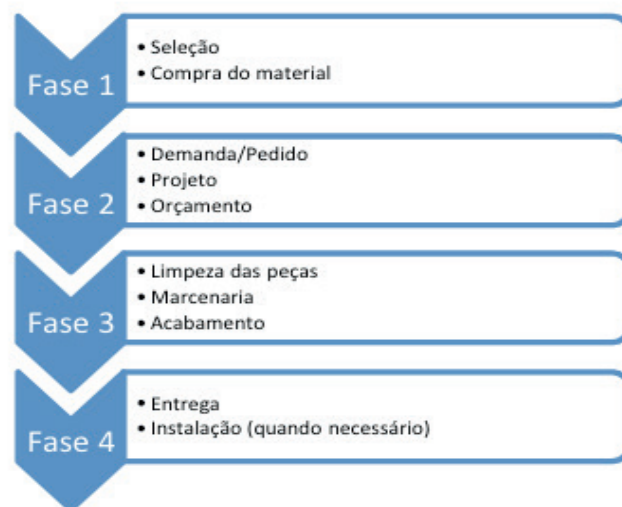 Fase 1
• Seleção
• Compra do material
Fase 2
• Demanda/Pedido
• Projeto
• Orçamento
Fase 3
• Limpeza das peças
• Marcenaria
• Acabamento
Fase 4
• Entrega
• Instalação (quando necessário)